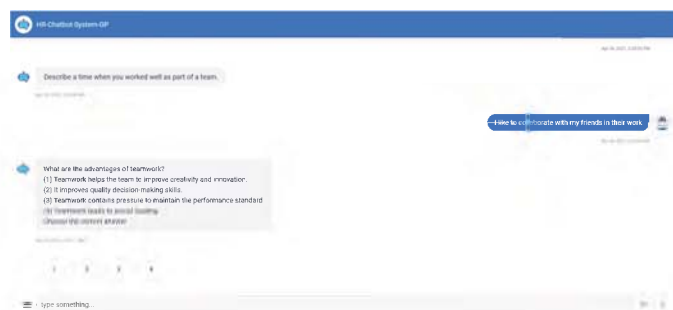 HR-Chatbot-System-GP
Describe a time when you worked well as part of a team.
I like to collaborate with my friends in their work
What are the advantages of teamwork?
(1) Teamwork helps the team to improve creativity and innovation.
(2) It improves quality decision-making skills.
(3) Teamwork contains pressure to maintain the performance standard
(4) Teamwork leads to social loafing
Choose the correct answer
1 2 3 4
type something...